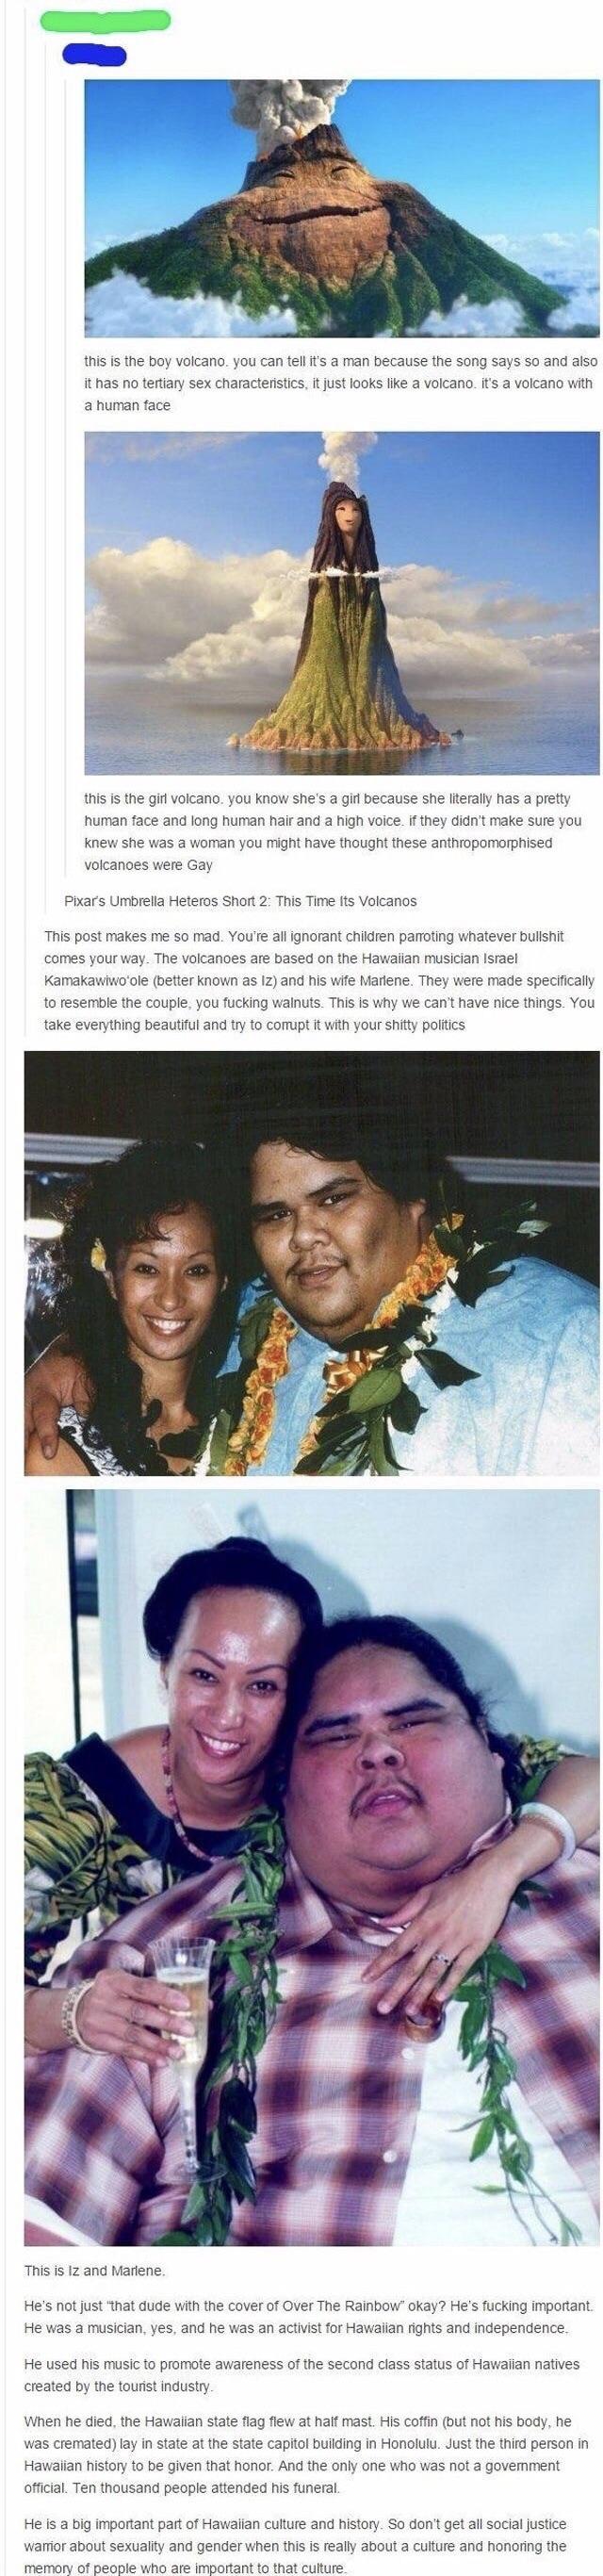 this is the boy volcano. you can tell it's a man because the song says so and also
it has no tertiary sex characteristics, it just looks like a volcano. it's a volcano with
a human face
this is the girl volcano. you know she's a girl because she literally has a pretty
human face and long human hair and a high voice. if they didn't make sure you
knew she was a woman you might have thought these anthropomorphised
volcanoes were Gay
Pixar's Umbrella Heteros Short 2: This Time Its Volcanos
This post makes me so mad. You're all ignorant children parroting whatever bullshit
comes your way. The volcanoes are based on the Hawaiian musician Israel
Kamakawiwo'ole (better known as Iz) and his wife Marlene. They were made specifically
to resemble the couple, you fucking walnuts. This is why we can't have nice things. You
take everything beautiful and try to corrupt it with your shitty politics
This is Iz and Marlene.
He's not just "that dude with the cover of Over The Rainbow" okay? He's fucking important.
He was a musician, yes, and he was an activist for Hawaiian rights and independence.
He used his music to promote awareness of the second class status of Hawaiian natives
created by the tourist industry.
When he died, the Hawaiian state flag flew at half mast. His coffin (but not his body, he
was cremated) lay in state at the state capitol building in Honolulu. Just the third person in
Hawaiian history to be given that honor. And the only one who was not a government
official. Ten thousand people attended his funeral.
He is a big important part of Hawaiian culture and history. So don't get all social justice
warrior about sexuality and gender when this is really about a culture and honoring the
memory of people who are important to that culture.